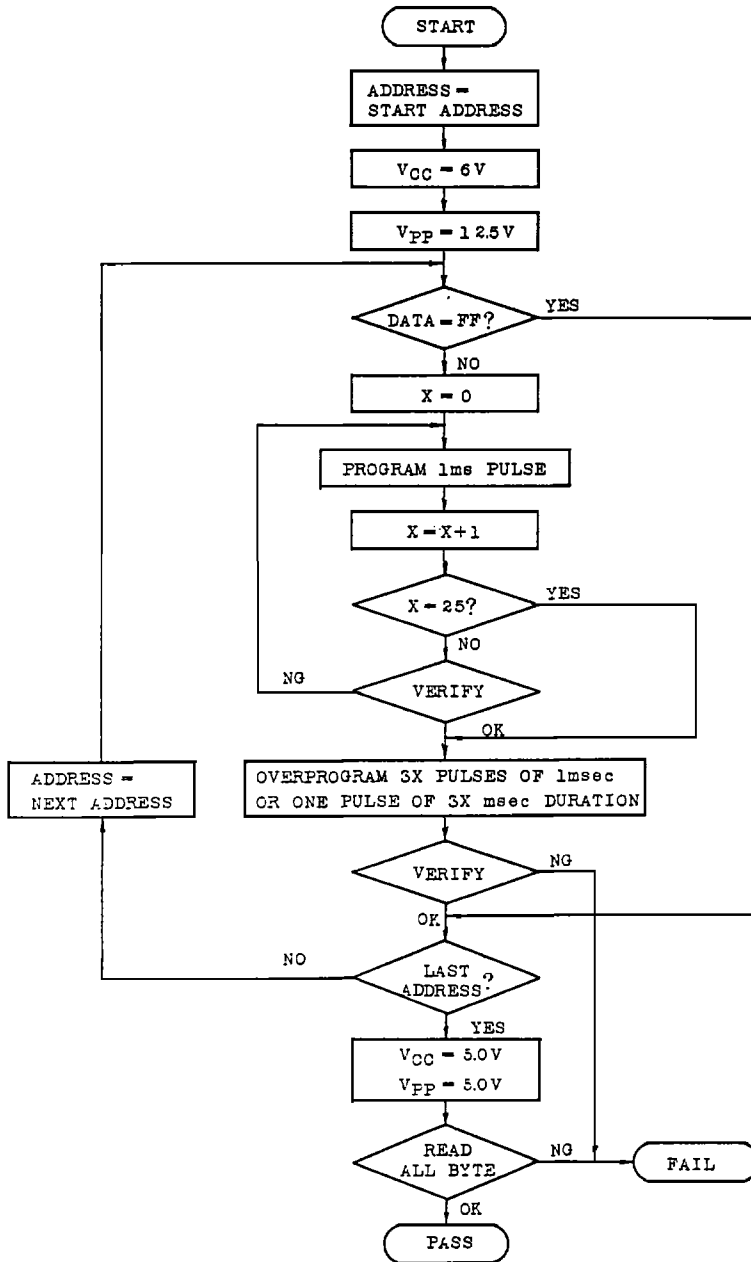 START
ADDRESS =
START ADDRESS
VCC = 6V
VPP = 12.5V
DATA = FF?
YES
NO
X = 0
PROGRAM 1ms PULSE
X = X+1
X = 25?
YES
NO
NG
VERIFY
OK
ADDRESS =
NEXT ADDRESS
OVERPROGRAM 3X PULSES OF 1msec
OR ONE PULSE OF 3X msec DURATION
VERIFY
NG
OK
NO
LAST
ADDRESS?
YES
VCC = 5.0V
VPP = 5.0V
READ
ALL BYTE
NG
FAIL
OK
PASS